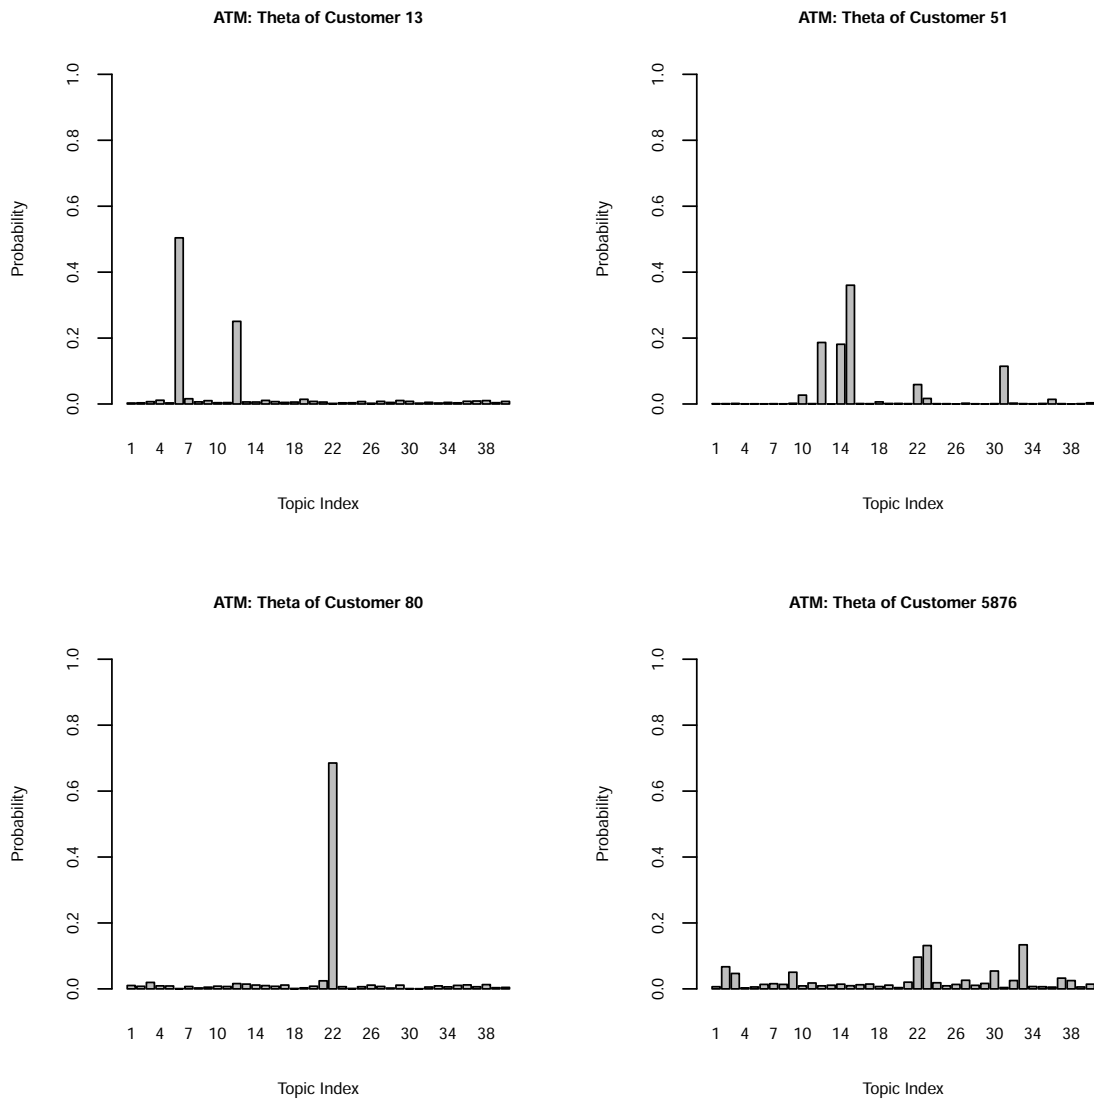 ATM: Theta of Customer 13
Probability
0.0 0.2 0.4 0.6 0.8 1.0
1 4 7 10 14 18 22 26 30 34 38
Topic Index
ATM: Theta of Customer 51
Probability
0.0 0.2 0.4 0.6 0.8 1.0
1 4 7 10 14 18 22 26 30 34 38
Topic Index
ATM: Theta of Customer 80
Probability
0.0 0.2 0.4 0.6 0.8 1.0
1 4 7 10 14 18 22 26 30 34 38
Topic Index
ATM: Theta of Customer 5876
Probability
0.0 0.2 0.4 0.6 0.8 1.0
1 4 7 10 14 18 22 26 30 34 38
Topic Index